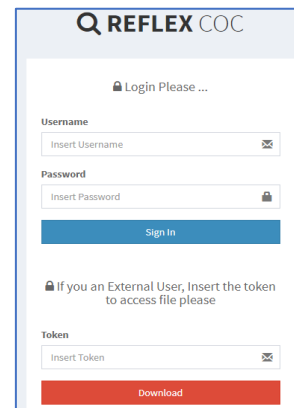 REFLEX COC
Login Please ...
Username
Insert Username
Password
Insert Password
Sign In
If you an External User, Insert the token
to access file please
Token
Insert Token
Download